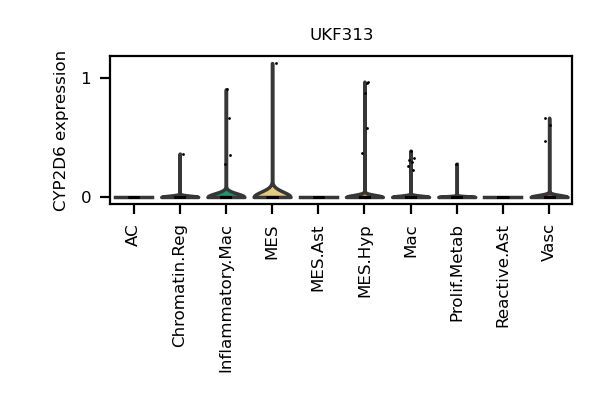 UKF313
CYP2D6 expression
1
0
AC
Chromatin.Reg
Inflammatory.Mac
MES
MES.Ast
MES.Hyp
Mac
Prolif.Metab
Reactive.Ast
Vasc